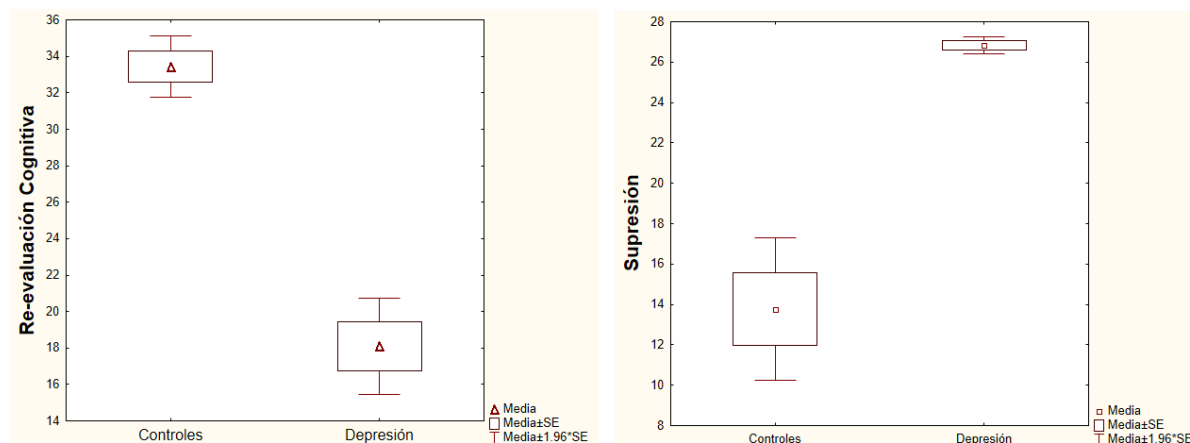 Re-evaluación Cognitiva
36
34
32
30
28
26
24
22
20
18
16
14
Controles Depresión
Media
Media±SE
Media±1.96*SE
Supresión
28
26
24
22
20
18
16
14
12
10
8
Controles Depresión
Media
Media±SE
Media±1.96*SE